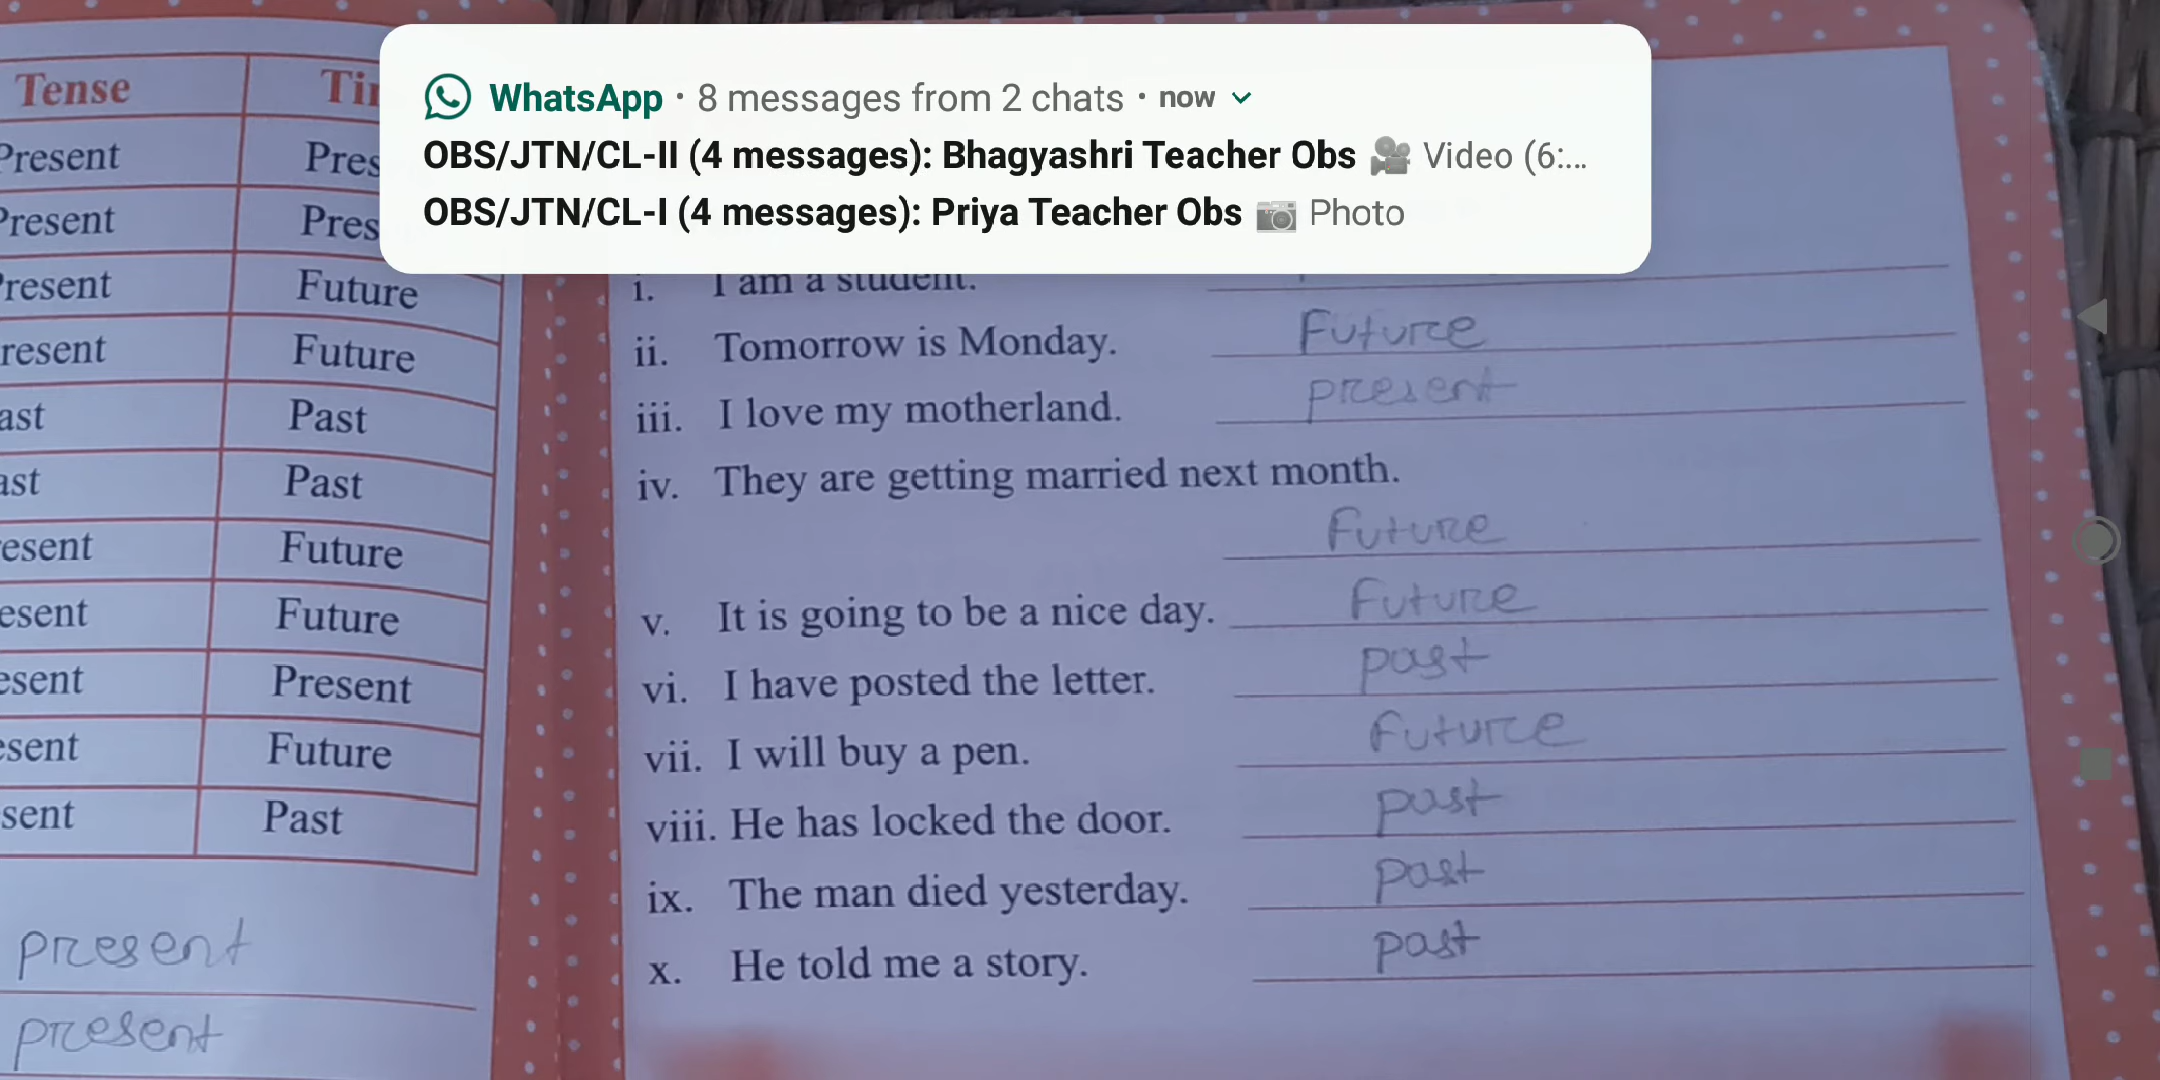 WhatsApp · 8 messages from 2 chats · now
OBS/JTN/CL-II (4 messages): Bhagyashri Teacher Obs 🎥 Video (6:...
OBS/JTN/CL-I (4 messages): Priya Teacher Obs 📷 Photo
Tense
Present Pres
Present Pres
resent Future
resent Future
ast Past
ast Past
esent Future
esent Future
esent Present
esent Future
sent Past
present
present
i. I am a student.
ii. Tomorrow is Monday. Future
iii. I love my motherland. present
iv. They are getting married next month.
Future
v. It is going to be a nice day. Future
vi. I have posted the letter. past
vii. I will buy a pen. Future
viii. He has locked the door. past
ix. The man died yesterday. past
x. He told me a story. past